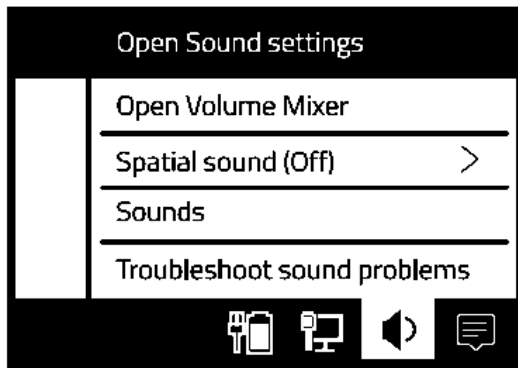 Open Sound settings
Open Volume Mixer
Spatial sound (Off)
Sounds
Troubleshoot sound problems